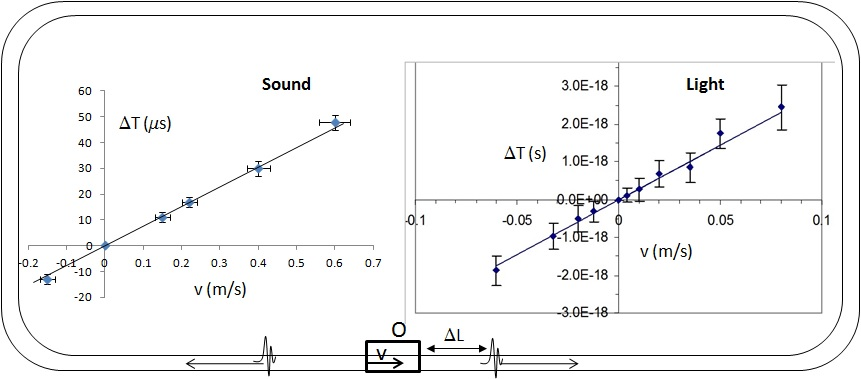 Sound
ΔT (μs)
60
50
40
30
20
10
0
-10
-20
-0.2 -0.1 0 0.1 0.2 0.3 0.4 0.5 0.6 0.7
v (m/s)
Light
ΔT (s)
3.0E-18
2.0E-18
1.0E-18
0.0E+00
-1.0E-18
-2.0E-18
-3.0E-18
-0.1 -0.05 0 0.05 0.1
v (m/s)
O
ΔL
v